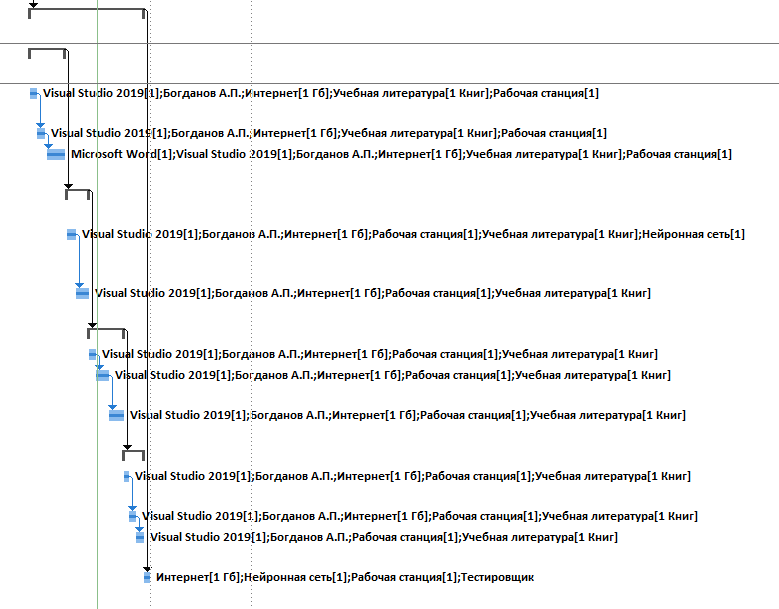 Visual Studio 2019[1];Богданов А.П.;Интернет[1 Гб];Учебная литература[1 Книг];Рабочая станция[1]
Visual Studio 2019[1];Богданов А.П.;Интернет[1 Гб];Учебная литература[1 Книг];Рабочая станция[1]
Microsoft Word[1];Visual Studio 2019[1];Богданов А.П.;Интернет[1 Гб];Учебная литература[1 Книг];Рабочая станция[1]
Visual Studio 2019[1];Богданов А.П.;Интернет[1 Гб];Рабочая станция[1];Учебная литература[1 Книг];Нейронная сеть[1]
Visual Studio 2019[1];Богданов А.П.;Интернет[1 Гб];Рабочая станция[1];Учебная литература[1 Книг]
Visual Studio 2019[1];Богданов А.П.;Интернет[1 Гб];Рабочая станция[1];Учебная литература[1 Книг]
Visual Studio 2019[1];Богданов А.П.;Интернет[1 Гб];Рабочая станция[1];Учебная литература[1 Книг]
Visual Studio 2019[1];Богданов А.П.;Интернет[1 Гб];Рабочая станция[1];Учебная литература[1 Книг]
Visual Studio 2019[1];Богданов А.П.;Интернет[1 Гб];Рабочая станция[1];Учебная литература[1 Книг]
Visual Studio 2019[1];Богданов А.П.;Интернет[1 Гб];Рабочая станция[1];Учебная литература[1 Книг]
Visual Studio 2019[1];Богданов А.П.;Рабочая станция[1];Учебная литература[1 Книг]
Интернет[1 Гб];Нейронная сеть[1];Рабочая станция[1];Тестировщик